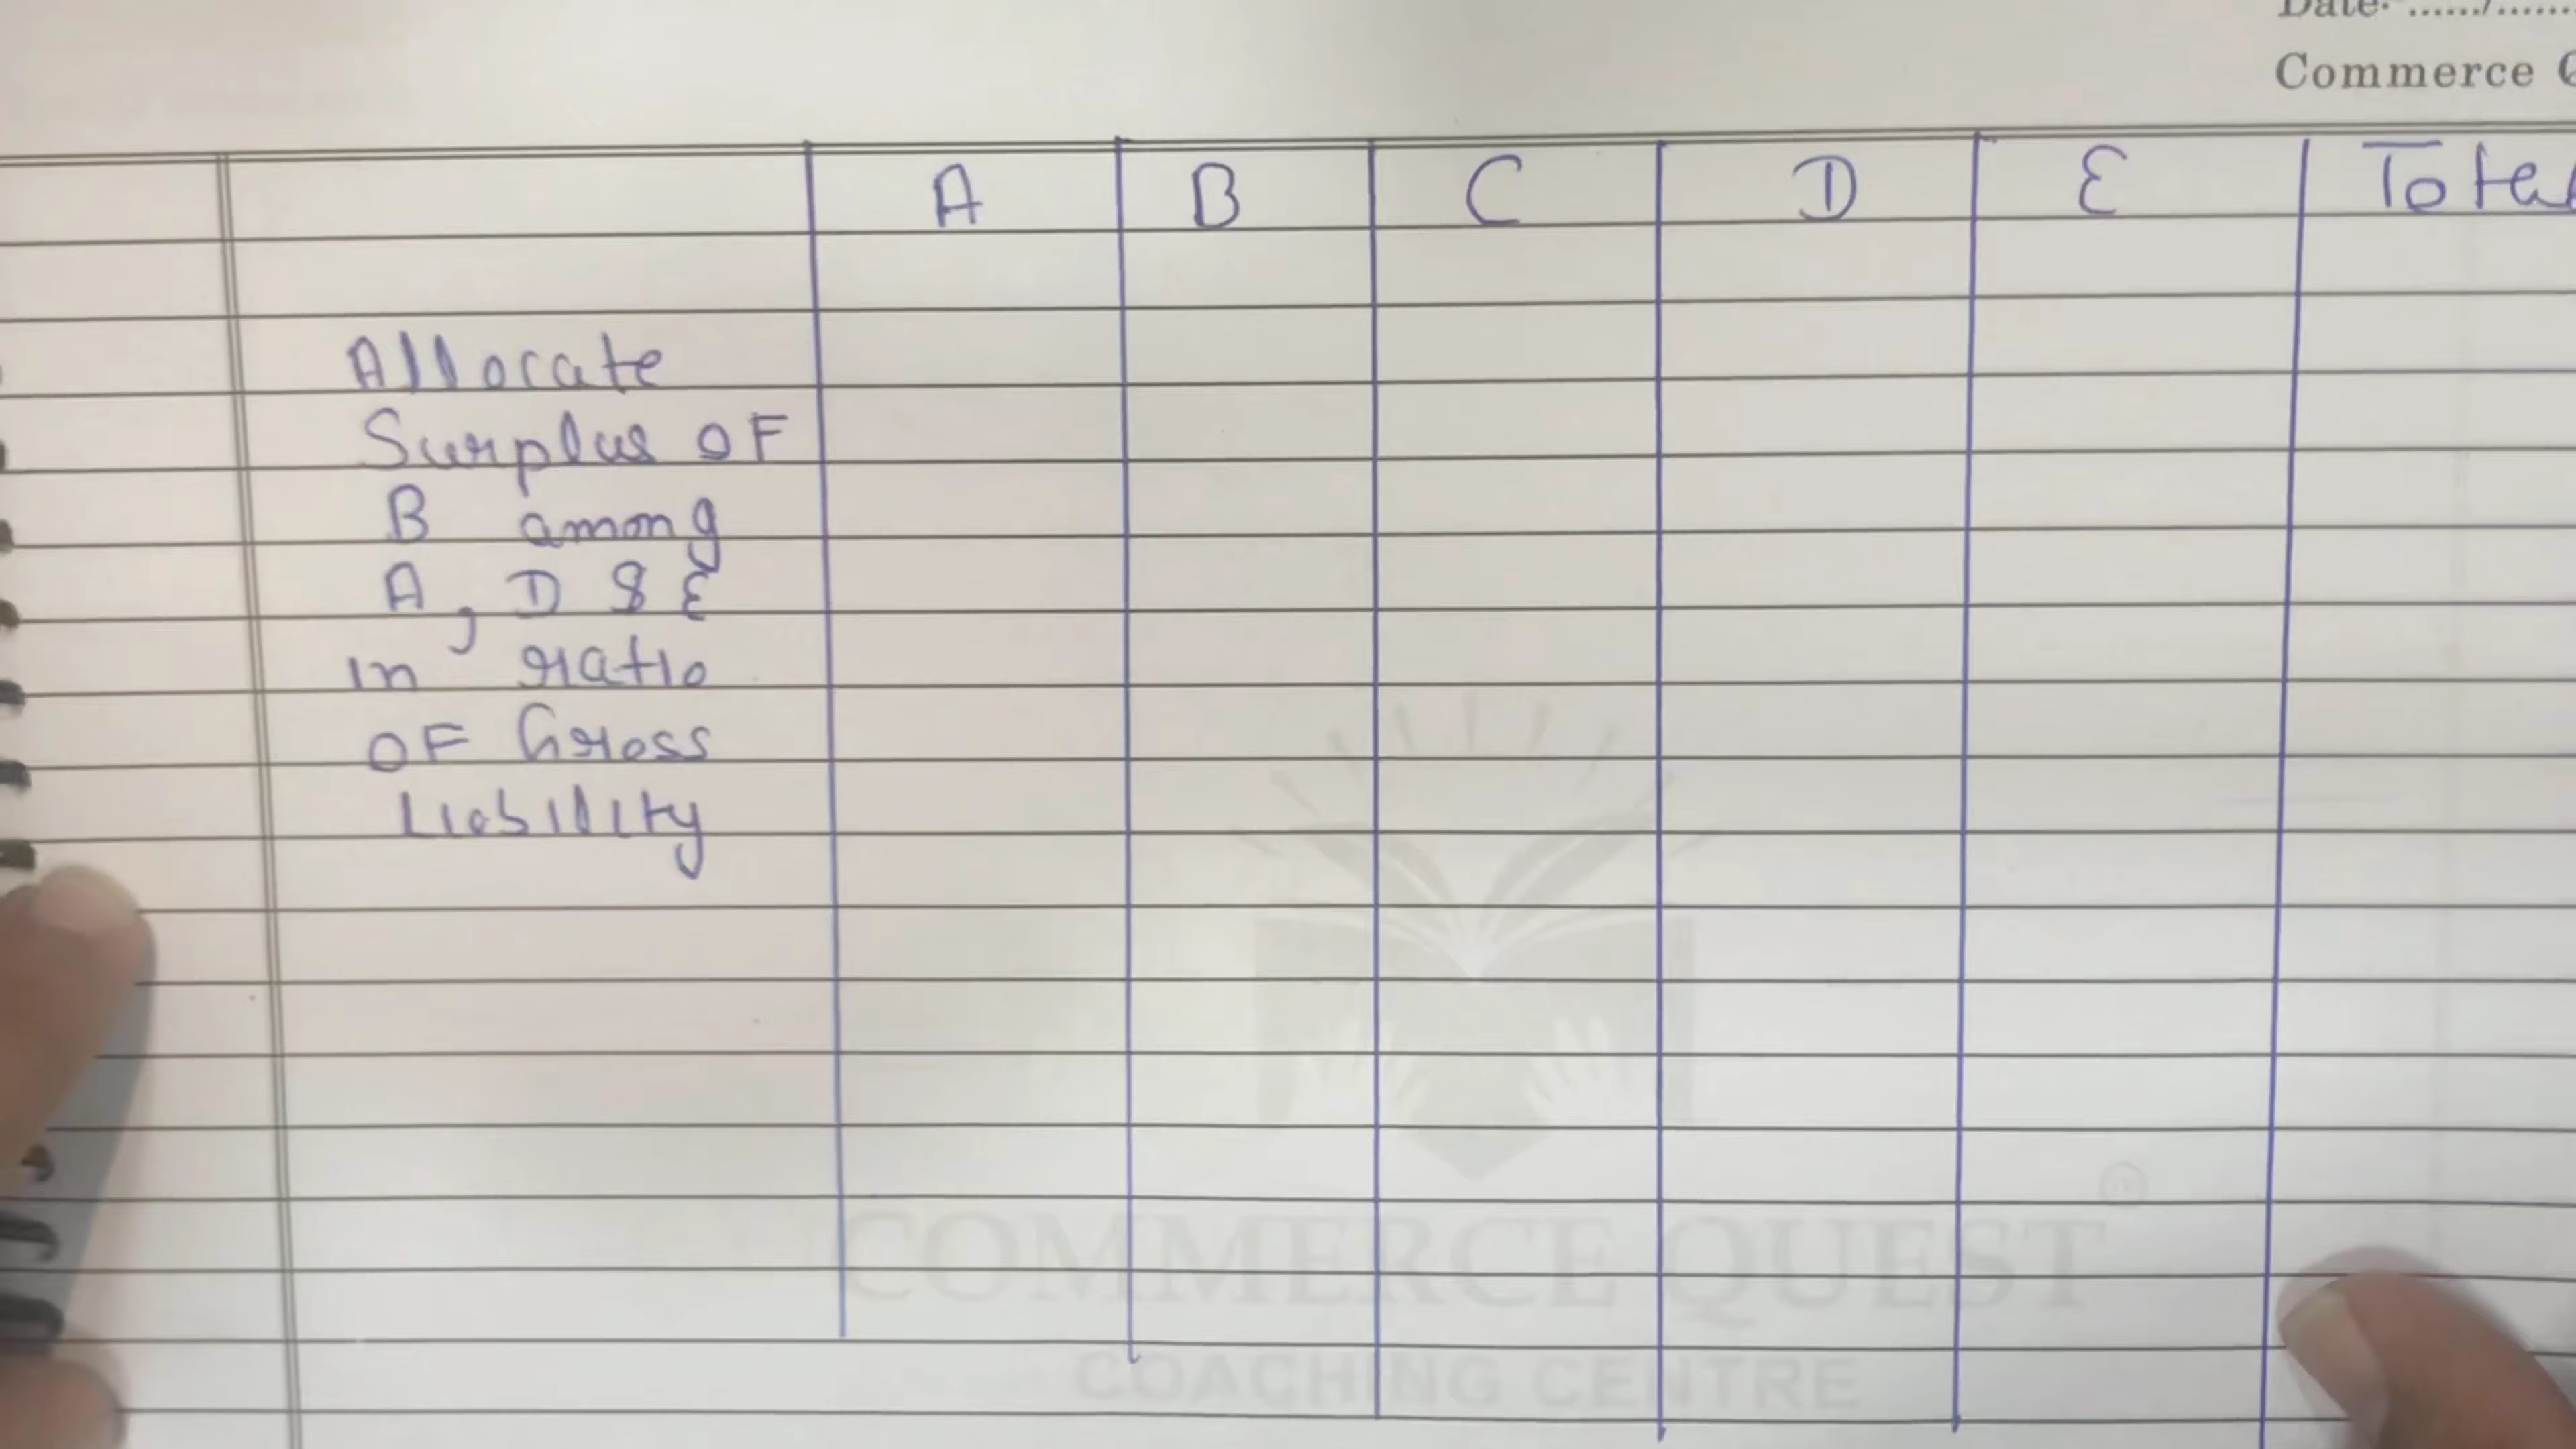 Date- ....../......
Commerce
A B C D E Total
Allocate
Surplus OF
B among
A, D & E
in ratio
OF Gross
Liability
COMMERCE QUEST®
COACHING CENTRE